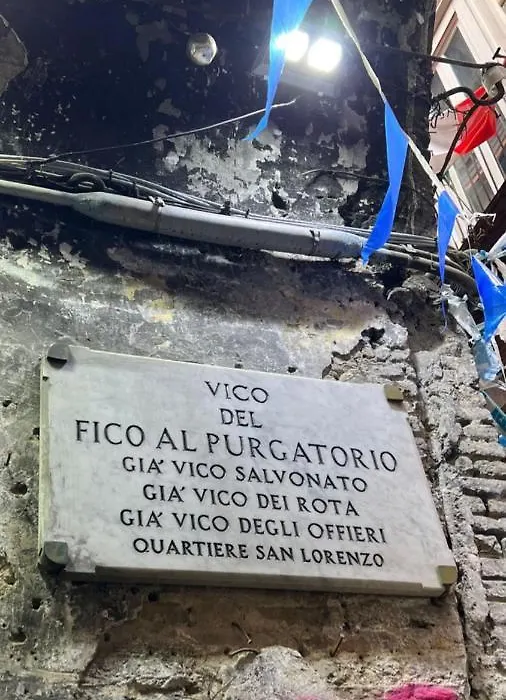 VICO
DEL
FICO AL PURGATORIO
GIA' VICO SALVONATO
GIA' VICO DEI ROTA
GIA' VICO DEGLI OFFIERI
QUARTIERE SAN LORENZO